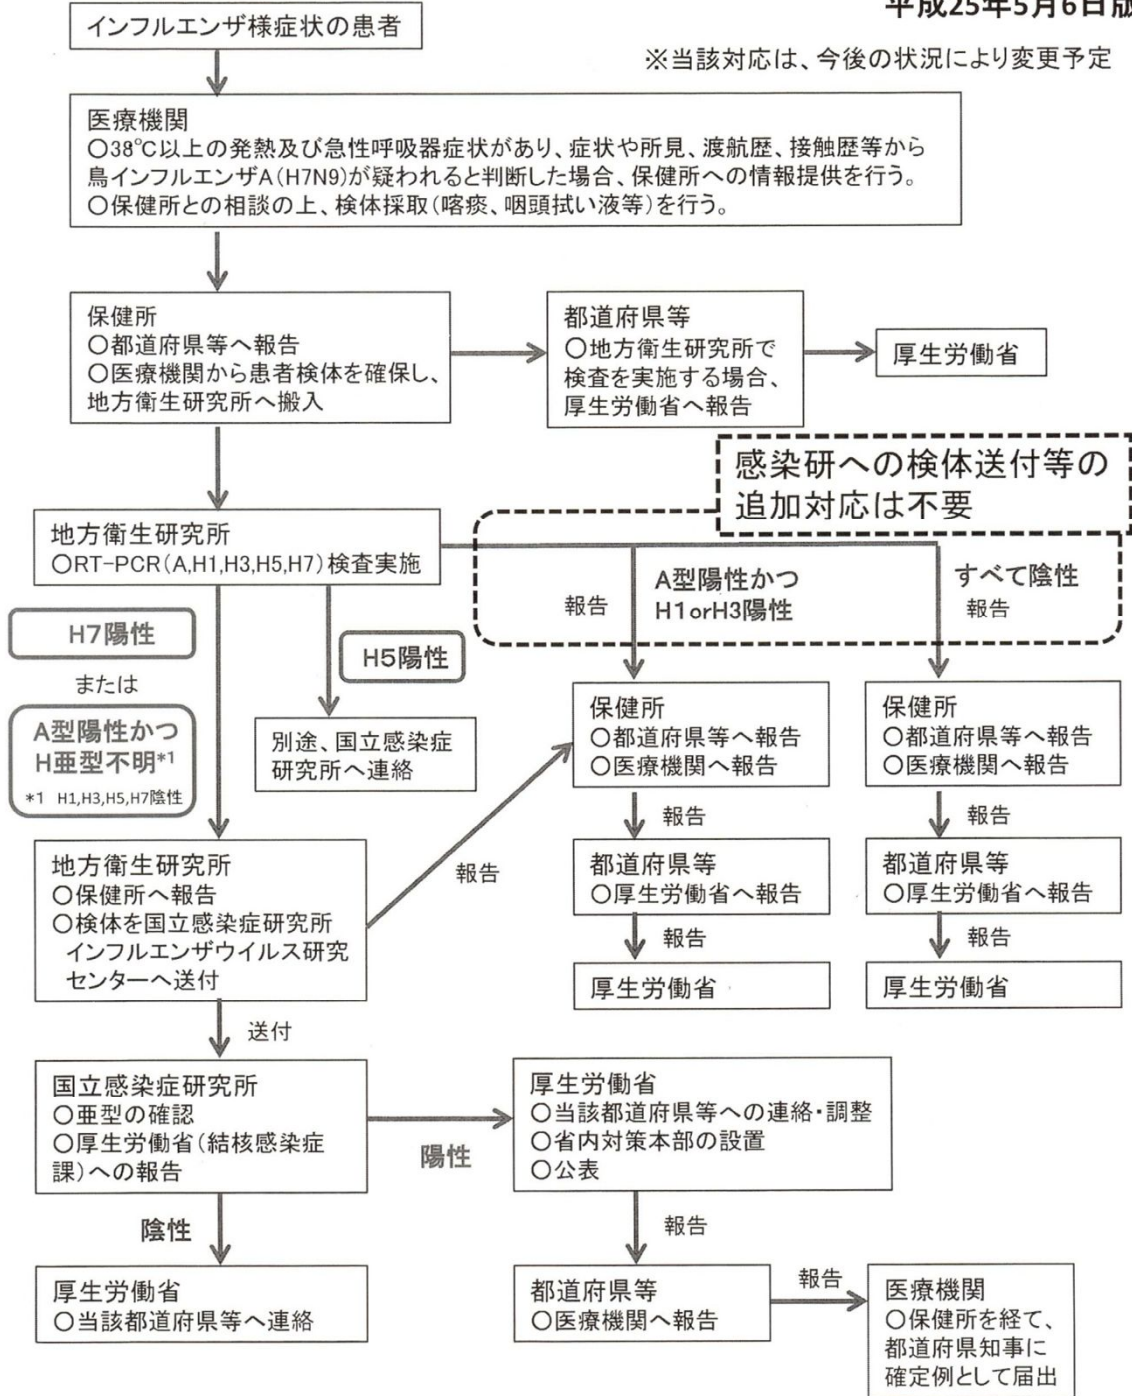 平成25年5月6日版
インフルエンザ様症状の患者
※当該対応は、今後の状況により変更予定
医療機関
○38℃以上の発熱及び急性呼吸器症状があり、症状や所見、渡航歴、接触歴等から
鳥インフルエンザA(H7N9)が疑われると判断した場合、保健所への情報提供を行う。
○保健所との相談の上、検体採取(喀痰、咽頭拭い液等)を行う。
保健所
○都道府県等へ報告
○医療機関から患者検体を確保し、
地方衛生研究所へ搬入
都道府県等
○地方衛生研究所で
検査を実施する場合、
厚生労働省へ報告
厚生労働省
感染研への検体送付等の
追加対応は不要
地方衛生研究所
○RT-PCR(A,H1,H3,H5,H7)検査実施
報告
A型陽性かつ
H1orH3陽性
すべて陰性
報告
H7陽性
または
A型陽性かつ
H亜型不明*1
*1 H1,H3,H5,H7陰性
H5陽性
別途、国立感染症
研究所へ連絡
保健所
○都道府県等へ報告
○医療機関へ報告
報告
都道府県等
○厚生労働省へ報告
報告
厚生労働省
保健所
○都道府県等へ報告
○医療機関へ報告
報告
都道府県等
○厚生労働省へ報告
報告
厚生労働省
地方衛生研究所
○保健所へ報告
○検体を国立感染症研究所
インフルエンザウイルス研究
センターへ送付
報告
送付
国立感染症研究所
○亜型の確認
○厚生労働省(結核感染症
課)への報告
陽性
厚生労働省
○当該都道府県等への連絡・調整
○省内対策本部の設置
○公表
陰性
報告
厚生労働省
○当該都道府県等へ連絡
都道府県等
○医療機関へ報告
報告
医療機関
○保健所を経て、
都道府県知事に
確定例として届出